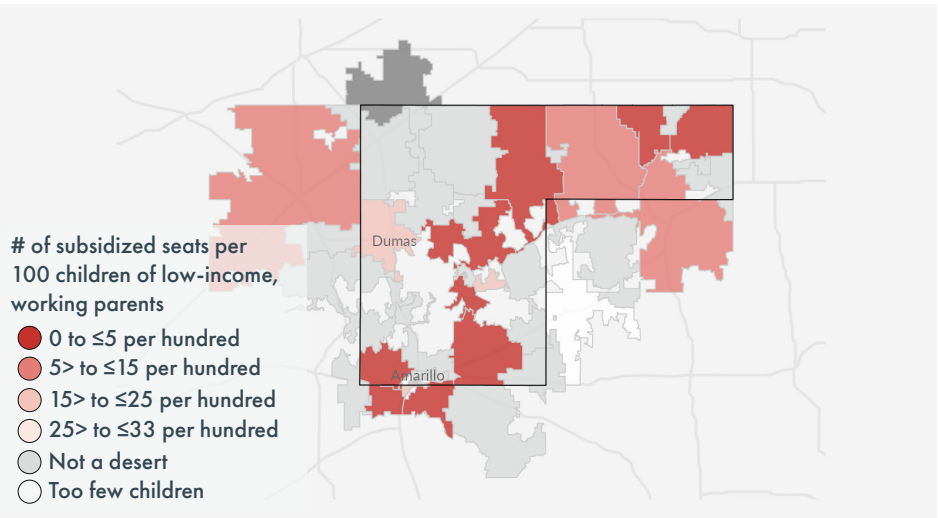 Dumas
# of subsidized seats per
100 children of low-income,
working parents
0 to ≤5 per hundred
5> to ≤15 per hundred
Amarillo
15> to ≤25 per hundred
25> to ≤33 per hundred
Not a desert
Too few children